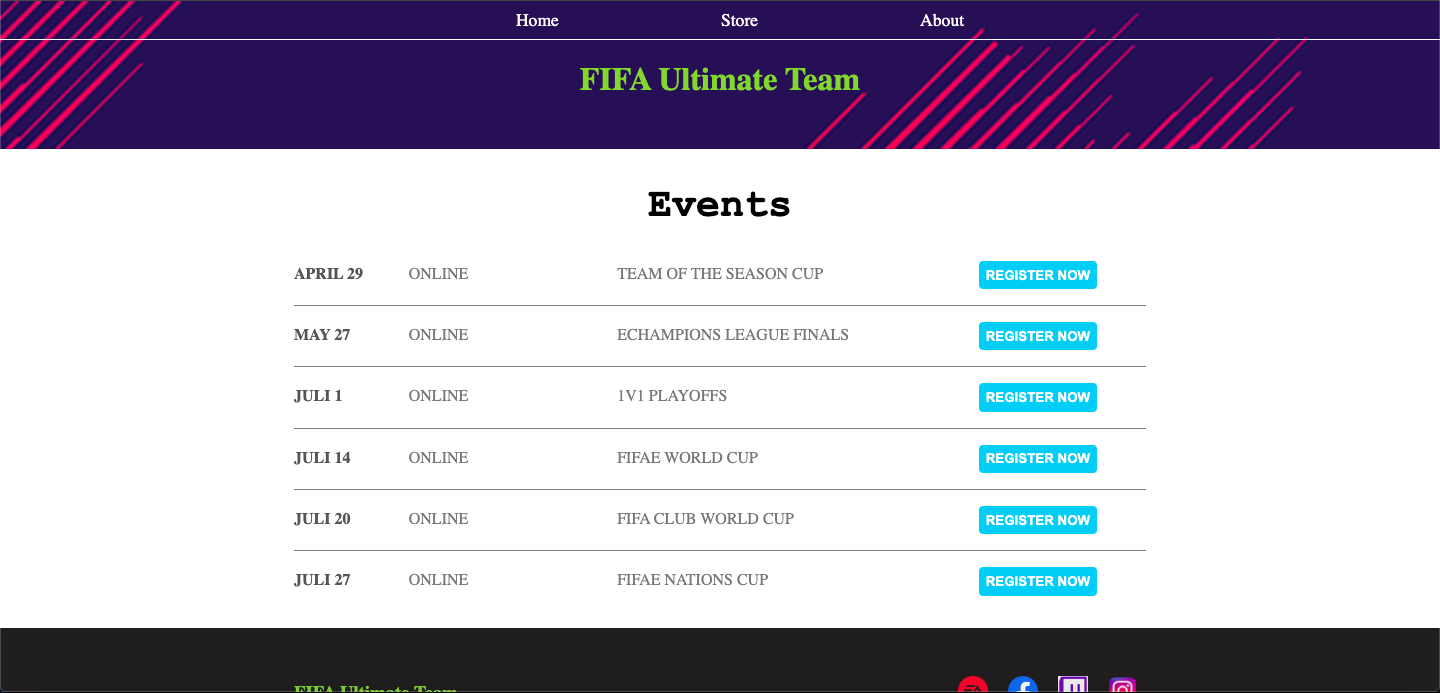 Home Store About
FIFA Ultimate Team
Events
APRIL 29 ONLINE TEAM OF THE SEASON CUP REGISTER NOW
MAY 27 ONLINE ECHAMPIONS LEAGUE FINALS REGISTER NOW
JULI 1 ONLINE 1V1 PLAYOFFS REGISTER NOW
JULI 14 ONLINE FIFAE WORLD CUP REGISTER NOW
JULI 20 ONLINE FIFA CLUB WORLD CUP REGISTER NOW
JULI 27 ONLINE FIFAE NATIONS CUP REGISTER NOW
FIFA Ultimate Team